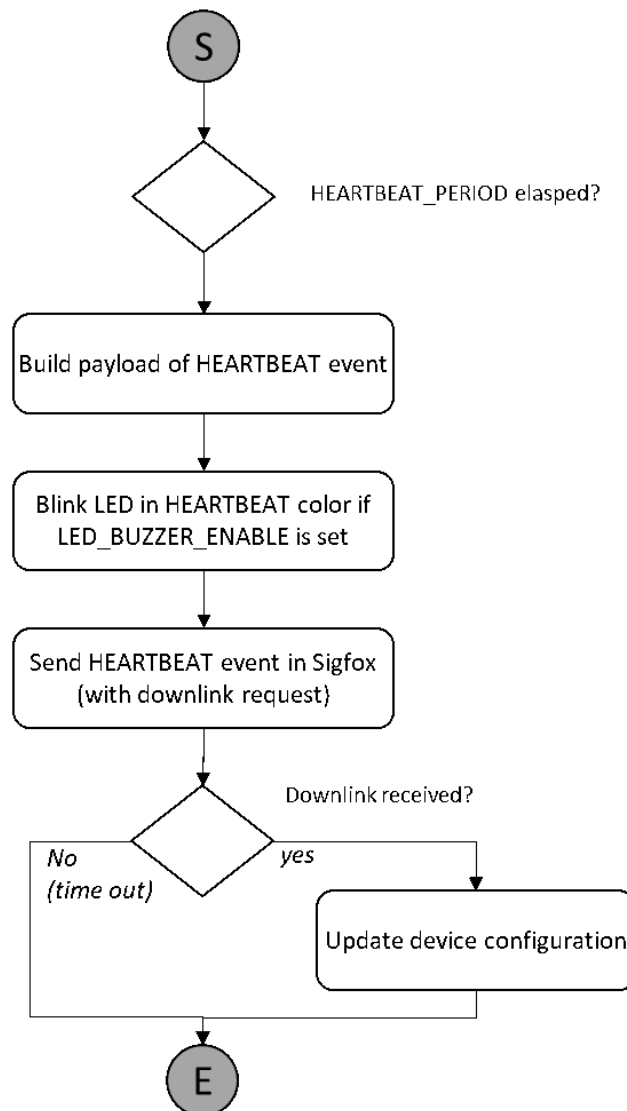 S
HEARTBEAT_PERIOD elasped?
Build payload of HEARTBEAT event
Blink LED in HEARTBEAT color if
LED_BUZZER_ENABLE is set
Send HEARTBEAT event in Sigfox
(with downlink request)
Downlink received?
No
(time out)
yes
Update device configuration
E